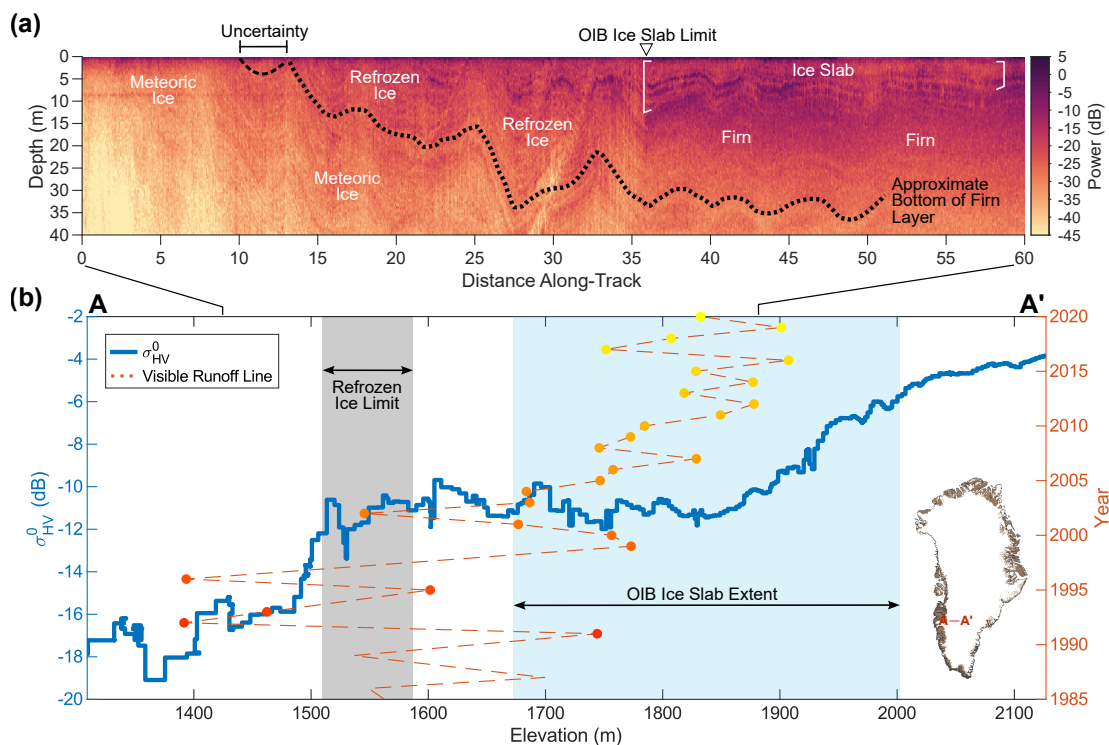 (a)
Uncertainty
OIB Ice Slab Limit
0
5
10
15
20
25
30
35
40
Depth (m)
Meteoric
Ice
Refrozen
Ice
Meteoric
Ice
Refrozen
Ice
Ice Slab
Firn
Firn
Approximate
Bottom of Firn
Layer
5
0
-5
-10
-15
-20
-25
-30
-35
-40
-45
Power (dB)
0 5 10 15 20 25 30 35 40 45 50 55 60
Distance Along-Track
(b)
A
A'
-2
-4
-6
-8
-10
-12
-14
-16
-18
-20
σ⁰HV (dB)
σ⁰HV
Visible Runoff Line
Refrozen
Ice Limit
OIB Ice Slab Extent
A—A'
2020
2015
2010
2005
2000
1995
1990
1985
Year
1400 1500 1600 1700 1800 1900 2000 2100
Elevation (m)